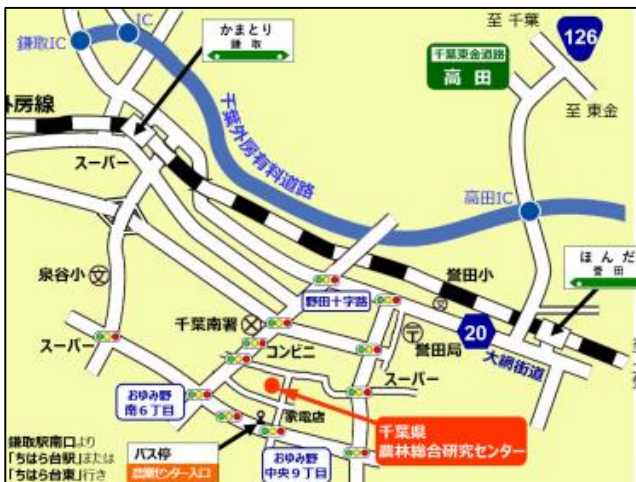 至 千葉
126
IC
鎌取IC
かまとり
鎌 取
千葉東金道路
高 田
至 東金
外房線
千葉外房有料道路
スーパー
高田IC
ほ ん だ
誉 田
泉谷小
文
誉田小
野田十字路
千葉南署
20
誉田局
大網街道
コンビニ
スーパー
スーパー
おゆみ野
南6丁目
家電店
千葉県
農林総合研究センター
鎌取駅南口より
「ちはら台駅」または
「ちはら台東」行き
バス停
農業センター入口
おゆみ野
中央9丁目